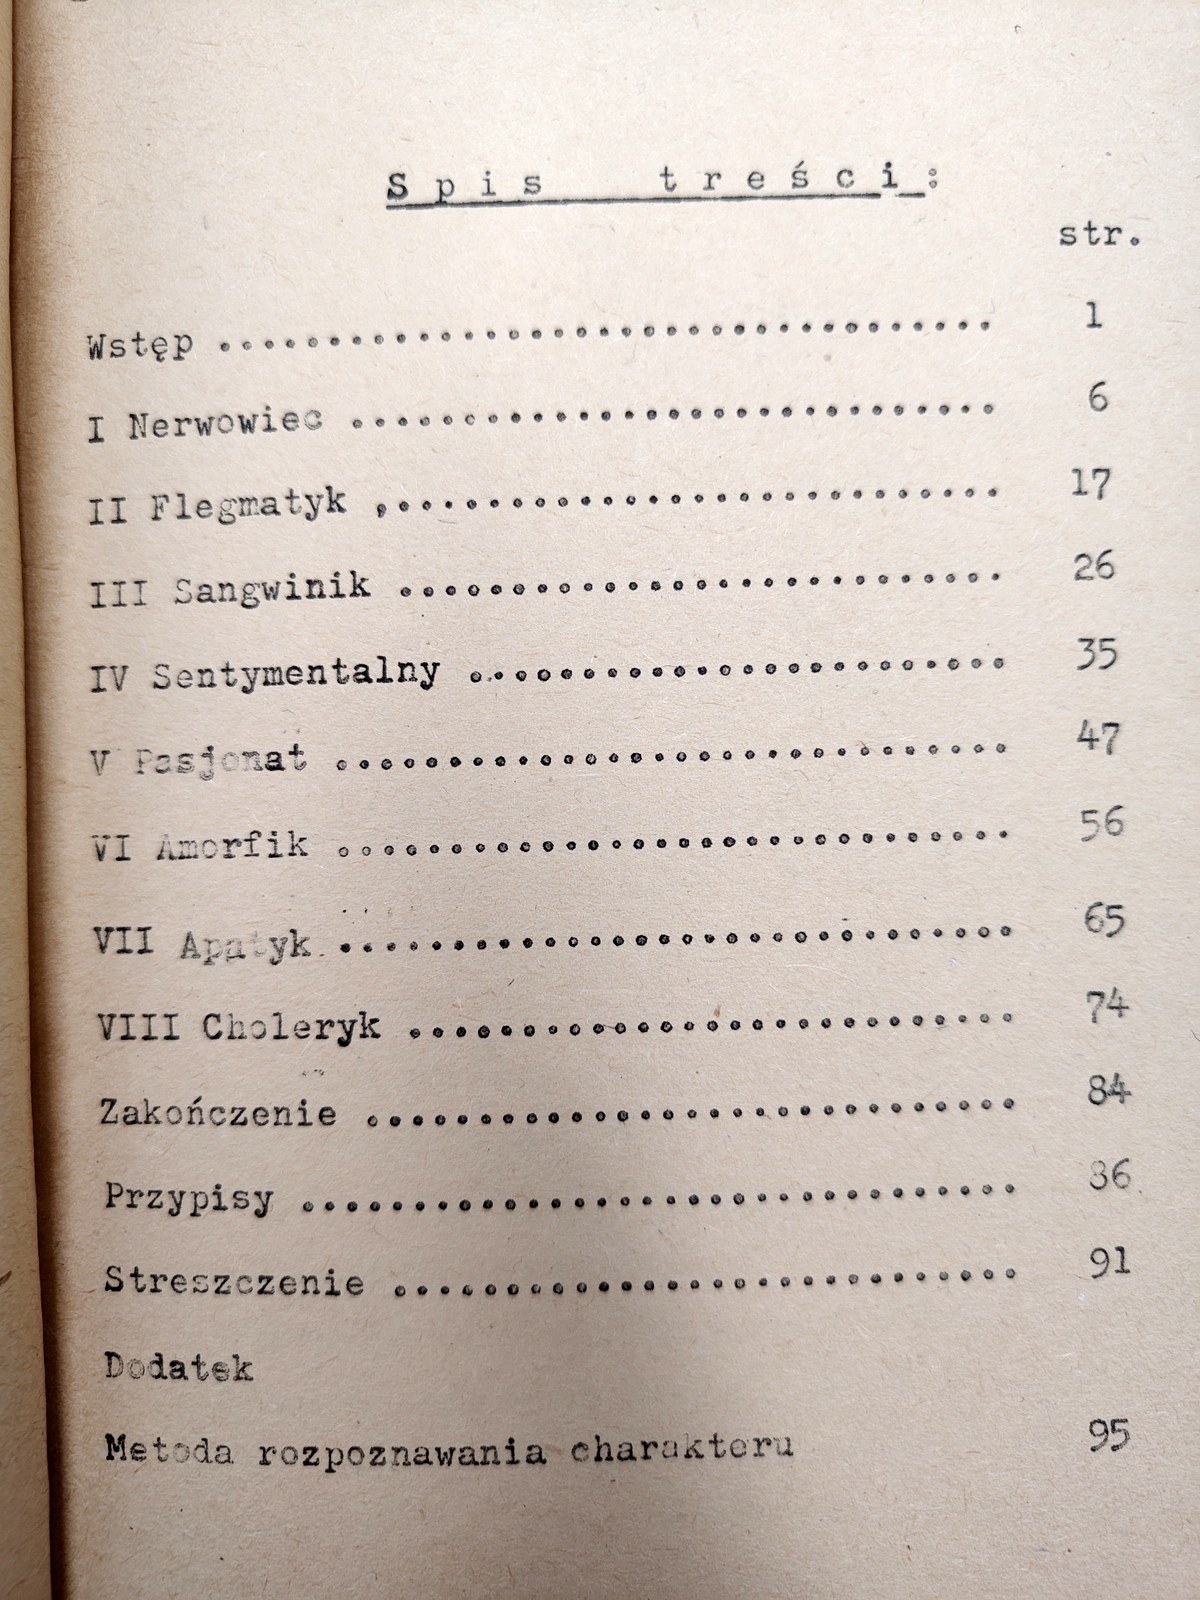 Spis treści:
str.
Wstęp .................................... 1
I Nerwowiec ............................. 6
II Flegmatyk ,........................... 17
III Sangwinik ........................... 26
IV Sentymentalny ........................ 35
V Pasjonat .............................. 47
VI Amorfik .............................. 56
VII Apatyk .............................. 65
VIII Choleryk ........................... 74
Zakończenie ............................. 84
Przypisy ................................ 86
Streszczenie ............................ 91
Dodatek
Metoda rozpoznawania charakteru 95